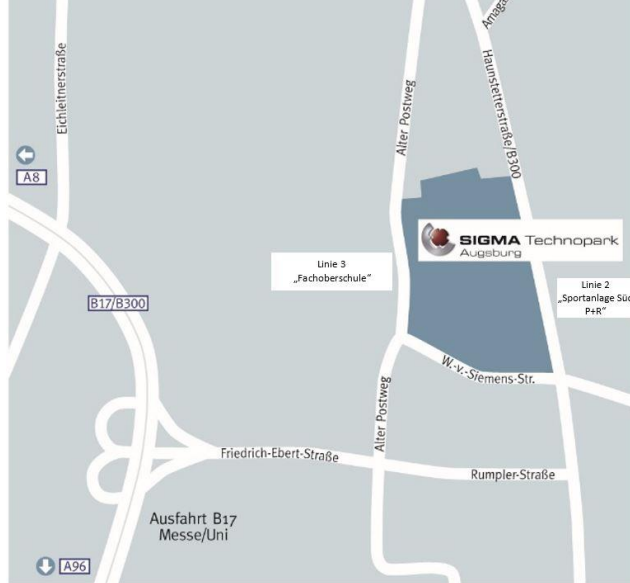 Amaga
Eichleitnerstraße
Haunstetterstraße/B300
Alter Postweg
A8
SIGMA Technopark
Augsburg
Linie 3
„Fachoberschule“
Linie 2
„Sportanlage Süd
P+R“
B17/B300
W.-v.-Siemens-Str.
Alter Postweg
Friedrich-Ebert-Straße
Rumpler-Straße
Ausfahrt B17
Messe/Uni
A96